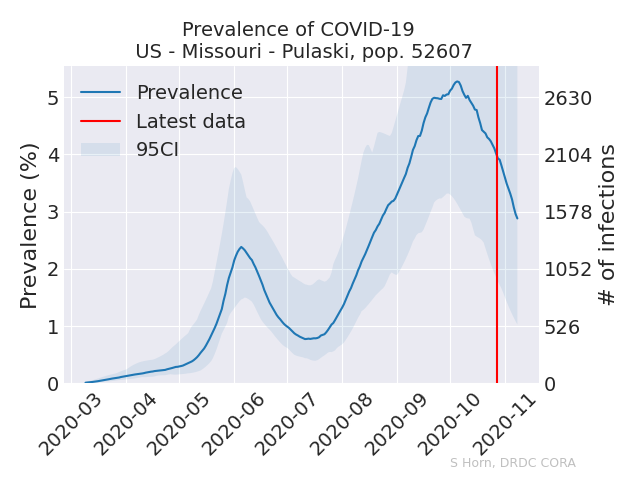 Prevalence of COVID-19
US - Missouri - Pulaski, pop. 52607
Prevalence
Latest data
95CI
Prevalence (%)
5
4
3
2
1
0
2630
2104
1578
1052
526
0
# of infections
2020-03
2020-04
2020-05
2020-06
2020-07
2020-08
2020-09
2020-10
2020-11
S Horn, DRDC CORA